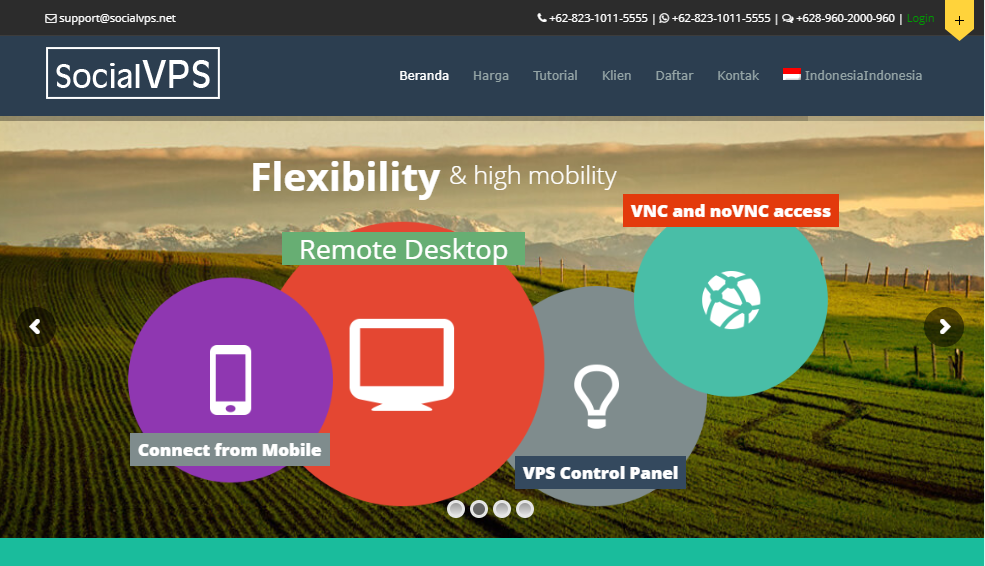 support@socialvps.net
+62-823-1011-5555 | +62-823-1011-5555 | +628-960-2000-960 | Login
+
SocialVPS
Beranda Harga Tutorial Klien Daftar Kontak IndonesiaIndonesia
Flexibility & high mobility
VNC and noVNC access
Remote Desktop
Connect from Mobile
VPS Control Panel